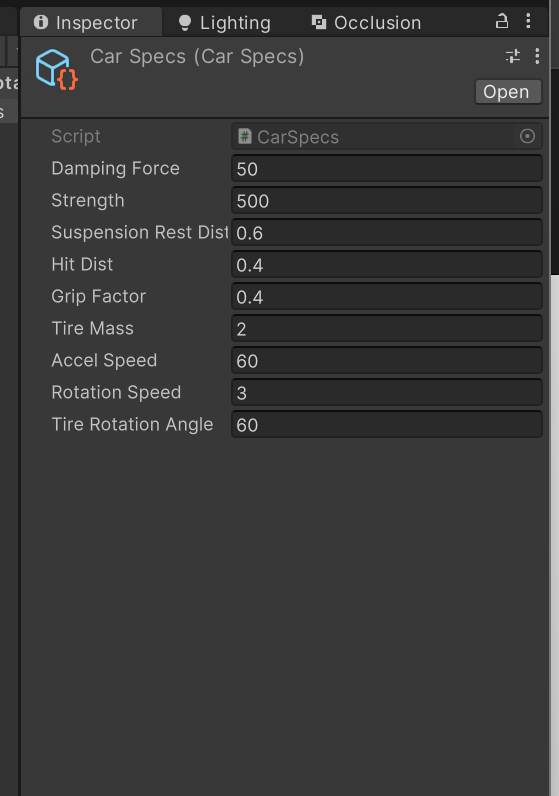 Inspector Lighting Occlusion
Car Specs (Car Specs)
Open
Script CarSpecs
Damping Force 50
Strength 500
Suspension Rest Dist 0.6
Hit Dist 0.4
Grip Factor 0.4
Tire Mass 2
Accel Speed 60
Rotation Speed 3
Tire Rotation Angle 60